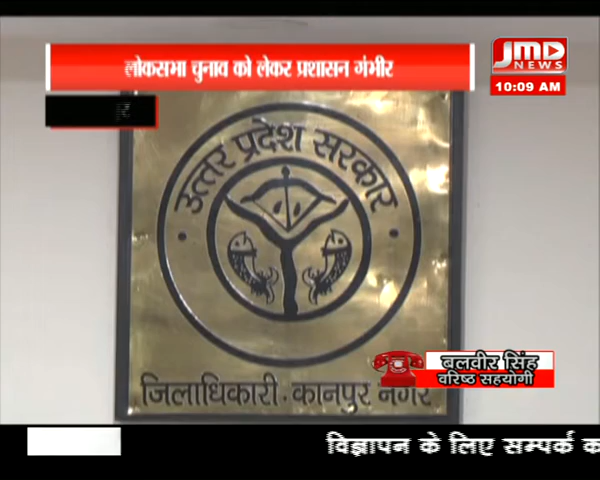 लोकसभा चुनाव को लेकर प्रशासन गंभीर
JMD
NEWS
10:09 AM
उत्तर प्रदेश सरकार
जिलाधिकारी - कानपुर नगर
बलवीर सिंह
वरिष्ठ सहयोगी
विज्ञापन के लिए सम्पर्क क